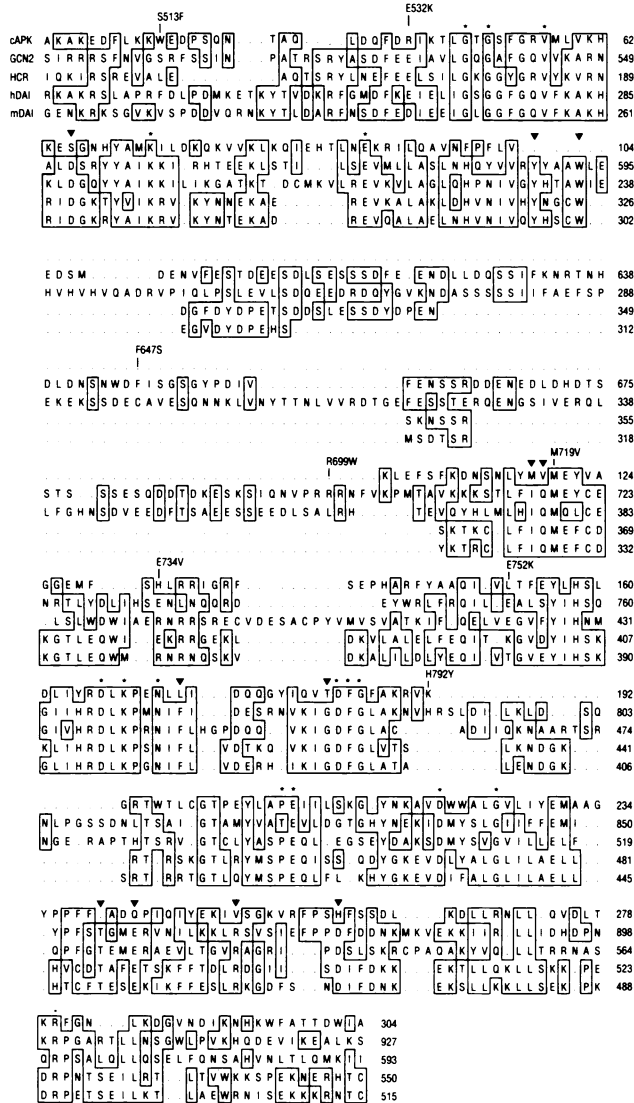 S513F E532K
cAPK A K A K E D F L K K W E D P S Q N . . T A Q . . . L D Q F D R I K T L G T G S F G R V M L V K H 62
GCN2 S I R R R S F N V G S R F S S I N . . P A T R S R Y A S D F E E I A V L G Q G A F G Q V V K A R N 549
HCR I Q K I R S R E V A L E . . . . . . . A Q T S R Y L N E F E E L S I L G K G G Y G R V Y K V R N 189
hDAI R K A K R S L A P R F D L P D M K E T K Y T V D K R F G M D F K E I E L I G S G G F G Q V F K A K H 285
mDAI G E N K R K S G V K V S P D D V Q R N K Y T L D A R F N S D F E D I E E I G L G G F G Q V F K A K H 261
K E S G N H Y A M K I L D K Q K V V K L K Q I E H T L N E K R I L Q A V N F P F L V 104
A L D S R Y Y A I K K I R H T E E K L S T I . . L S E V M L L A S L N H Q Y V V R Y Y A A W L E 595
K L D G Q Y Y A I K K I L I K G A T K T . D C M K V L R E V K V L A G L Q H P N I V G Y H T A W I E 238
R I D G K T Y V I K R V . K Y N N E K A E . . . . . R E V K A L A K L D H V N I V H Y N G C W 326
R I D G K R Y A I K R V . K Y N T E K A D . . . . . R E V Q A L A E L N H V N I V Q Y H S C W 302
E D S M . . . . . D E N V F E S T D E E S D L S E S S S D F E . E N D L L D Q S S I F K N R T N H 638
H V H V H V Q A D R V P I Q L P S L E V L S D Q E E D R D Q Y G V K N D A S S S S S I I F A E F S P 288
D G F D Y D P E T S D D S L E S S D Y D P E N 349
E G V D Y D P E H S 312
F647S
D L D N S N W D F I S G S G Y P D I V . . . . . . . . . . . . F E N S S R D D E N E D L D H D T S 675
E K E K S S D E C A V E S Q N N K L V N Y T T N L V V R D T G E F E S S T E R Q E N G S I V E R Q L 338
S K N S S R 355
M S D T S R 318
R699W M719V
K L E F S F K D N S N L Y M V M E Y V A 124
S T S . . S S E S Q D D T D K E S K S I Q N V P R R R N F V K P M T A V K K K S T L F I Q M E Y C E 723
L F G H N S D V E E D F T S A E E S S E E D L S A L R H . . . . T E V Q Y H L M L H I Q M Q L C E 383
S K T K C . L F I Q M E F C D 369
Y K T R C . L F I Q M E F C D 332
E734V E752K
G G E M F . . S H L R R I G R F . . . . . . . S E P H A R F Y A A Q I . V L T F E Y L H S L 160
N R T L Y D L I H S E N L N Q Q R D . . . . . . . . E Y W R L F R Q I L . E A L S Y I H S Q 760
. L S L W D W I A E R N R R S R E C V D E S A C P Y V M V S V A T K I F . Q E L V E G V F Y I H N M 431
K G T L E Q W I . E K R R G E K L . . . . . . . D K V L A L E L F E Q I T . K G V D Y I H S K 407
K G T L E Q W M . R N R N Q S K V . . . . . . . D K A L I L D L Y E Q I . V T G V E Y I H S K 390
H792Y
D L I Y R D L K P E N L L I . . D Q Q G Y I Q V T D F G F A K R V K 192
G I I H R D L K P M N I F I . . D E S R N V K I G D F G L A K N V H R S L D I L . K L D . . S Q 803
G I V H R D L K P R N I F L H G P D Q Q . V K I G D F G L A C . . . . A D I I Q K N A A R T S R 474
K L I H R D L K P S N I F L . V D T K Q . V K I G D F G L V T S . . . . . . L K N D G K . 441
K L I H R D L K P G N I F L . V D E R H . I K I G D F G L A T A . . . . . . L E N D G K . 406
G R T W T L C G T P E Y L A P E I I L S K G . Y N K A V D W W A L G V L I Y E M A A G 234
N L P G S S D N L T S A I . G T A M Y V A T E V L D G T G H Y N E K I D M Y S L G I I F F E M I . 850
N G E . R A P T H T S R V . G T C L Y A S P E Q L . E G S E Y D A K S D M Y S V G V I L L E L F . 519
R T . R S K G T L R Y M S P E Q I S S . Q D Y G K E V D L Y A L G L I L A E L L . 481
S R T . R R T G T L Q Y M S P E Q L F L . K H Y G K E V D I F A L G L I L A E L L . 445
Y P P F F A D Q P I Q I Y E K I V S G K V R F P S H F S S D L . . . . K D L L R N L L . Q V D L T 278
. Y P F S T G M E R V N I L K K L R S V S I E F P P D F D D N K M K V E K K I I R . L L I D H D P N 898
. Q P F G T E M E R A E V L T G V R A G R I . . P D S L S K R C P A Q A K Y V Q . L L T R R N A S 564
. H V C D T A F E T S K F F T D L R D G I I . . S D I F D K K . . . E K T L L Q K L L S K K . P E 523
. H T C F T E S E K I K F F E S L R K G D F S . . N D I F D N K . . . E K S L L K K L L S E K . P K 488
K R F G N . . . L K D G V N D I K N H K W F A T T D W I A 304
K R P G A R T L L N S G W L P V K H Q D E V I K E A L K S 927
Q R P S A L Q L L Q S E L F Q N S A H V N L T L Q M K I I 593
D R P N T S E I L R T . L T V W K K S P E K N E R H T C 550
D R P E T S E I L K T . L A E W R N I S E K K K R N T C 515